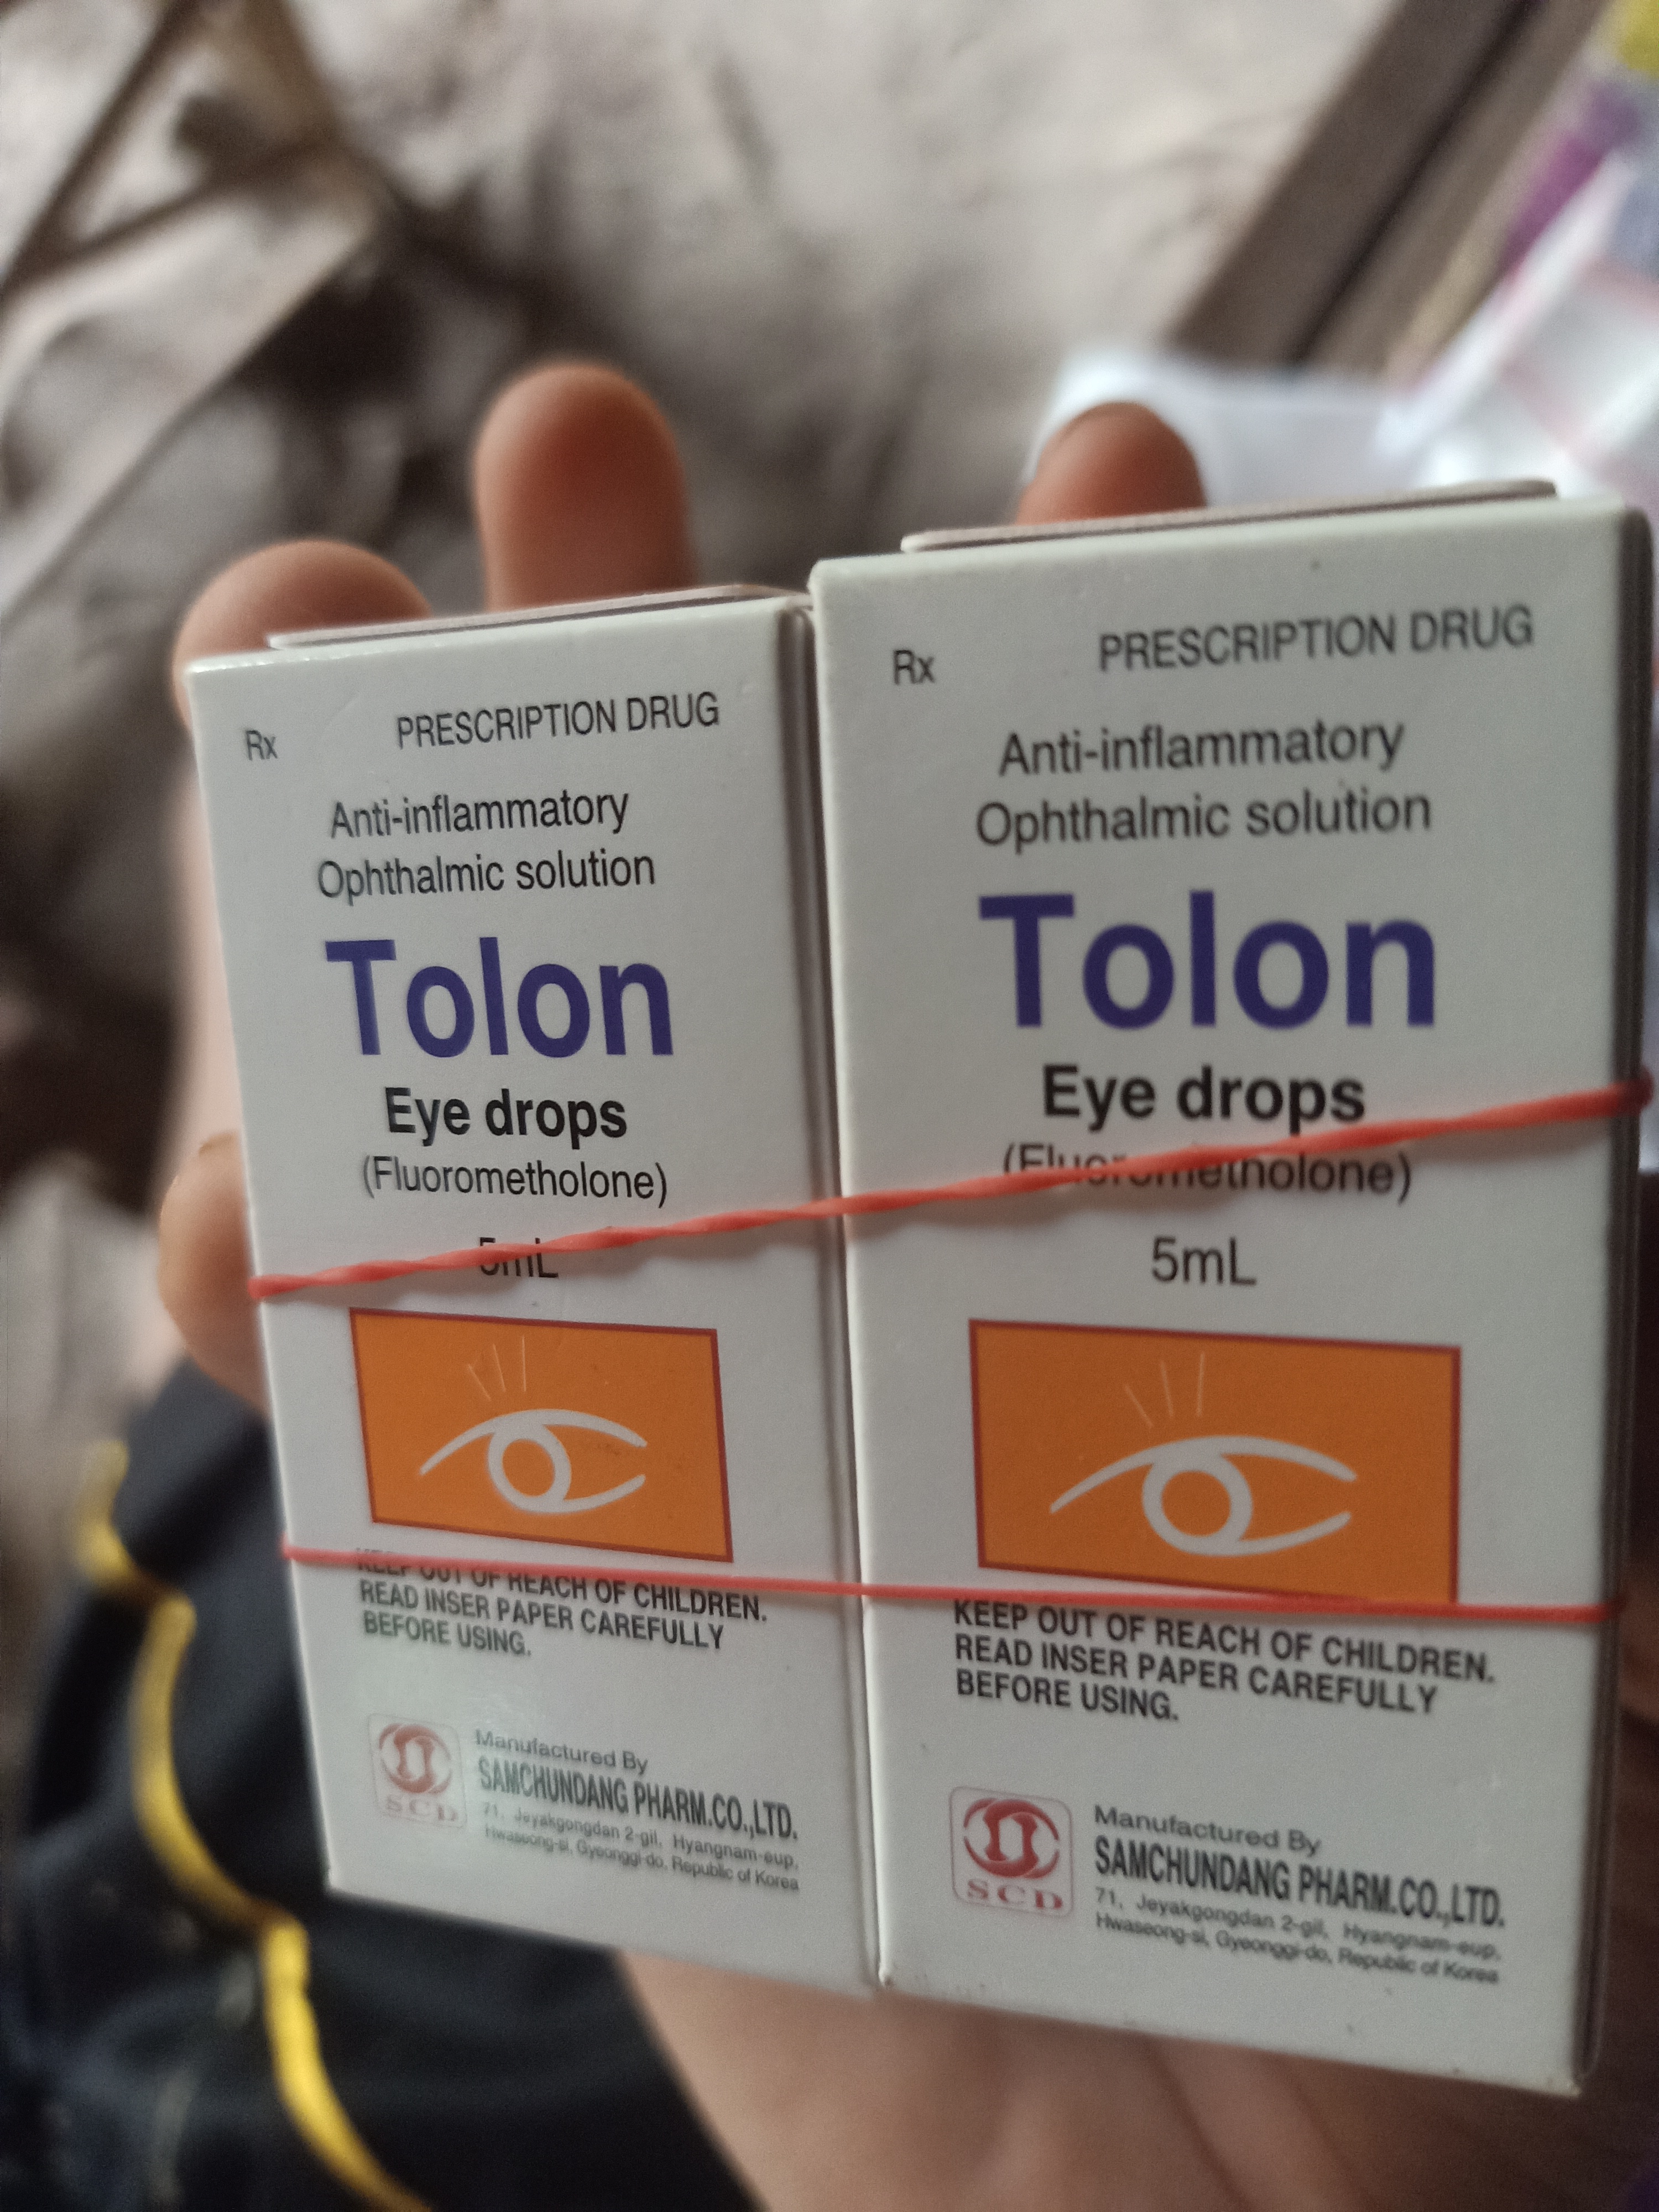 Rx PRESCRIPTION DRUG
Anti-inflammatory
Ophthalmic solution
Tolon
Eye drops
(Fluorometholone)
5mL
KEEP OUT OF REACH OF CHILDREN.
READ INSER PAPER CAREFULLY
BEFORE USING.
SCD
Manufactured By
SAMCHUNDANG PHARM.CO.,LTD.
71, Jeyakgongdan 2-gil, Hyangnam-eup,
Hwaseong-si, Gyeonggi-do, Republic of Korea
Rx PRESCRIPTION DRUG
Anti-inflammatory
Ophthalmic solution
Tolon
Eye drops
(Fluorometholone)
5mL
KEEP OUT OF REACH OF CHILDREN.
READ INSER PAPER CAREFULLY
BEFORE USING.
SCD
Manufactured By
SAMCHUNDANG PHARM.CO.,LTD.
71, Jeyakgongdan 2-gil, Hyangnam-eup,
Hwaseong-si, Gyeonggi-do, Republic of Korea